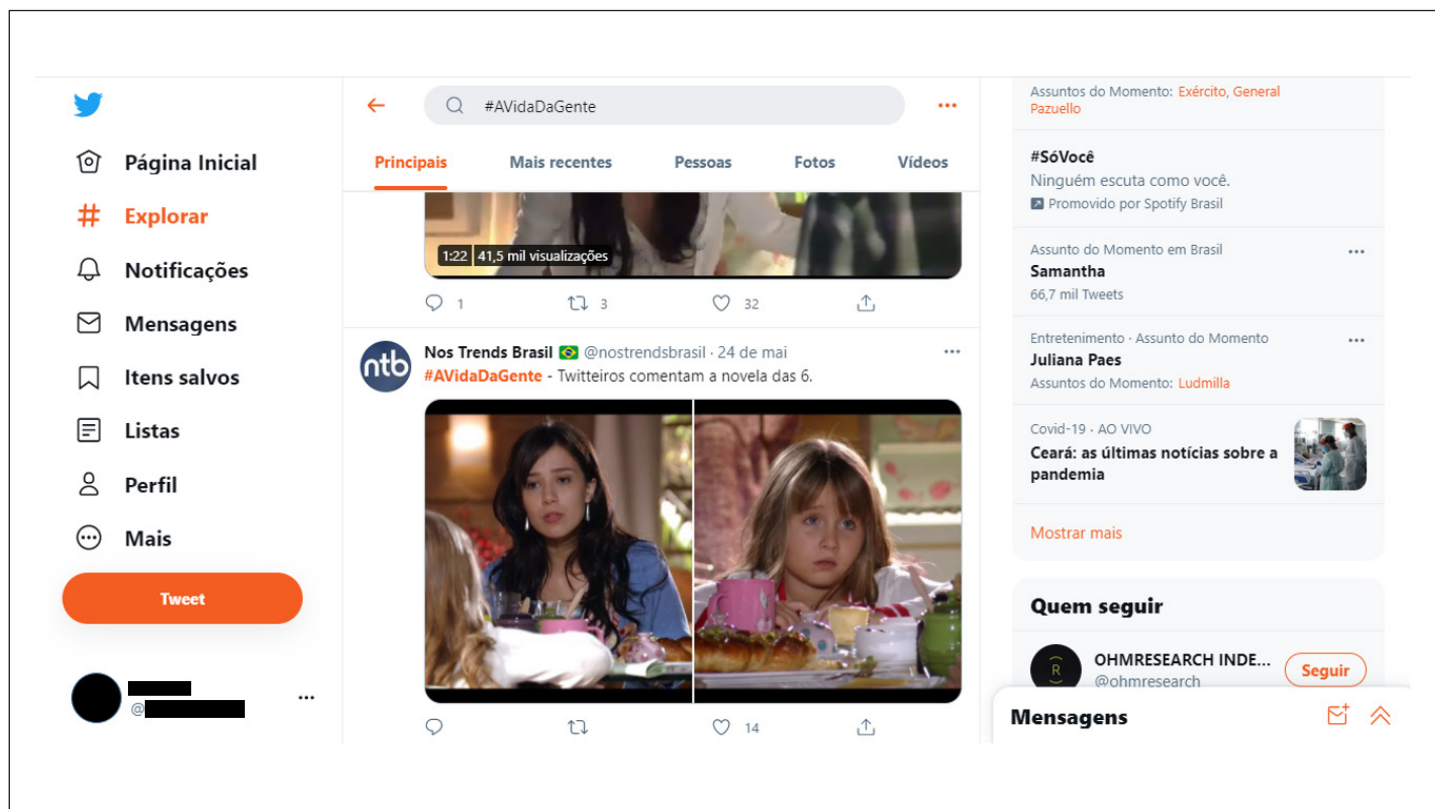 Página Inicial
Explorar
Notificações
Mensagens
Itens salvos
Listas
Perfil
Mais
Tweet
@
#AVidaDaGente
Principais Mais recentes Pessoas Fotos Vídeos
1:22 41,5 mil visualizações
1 3 32
ntb
Nos Trends Brasil @nostrendsbrasil · 24 de mai
#AVidaDaGente - Twitteiros comentam a novela das 6.
14
Assuntos do Momento: Exército, General
Pazuello
#SóVocê
Ninguém escuta como você.
Promovido por Spotify Brasil
Assunto do Momento em Brasil
Samantha
66,7 mil Tweets
Entretenimento · Assunto do Momento
Juliana Paes
Assuntos do Momento: Ludmilla
Covid-19 · AO VIVO
Ceará: as últimas notícias sobre a
pandemia
Mostrar mais
Quem seguir
R
OHMRESEARCH INDE...
@ohmresearch
Seguir
Mensagens